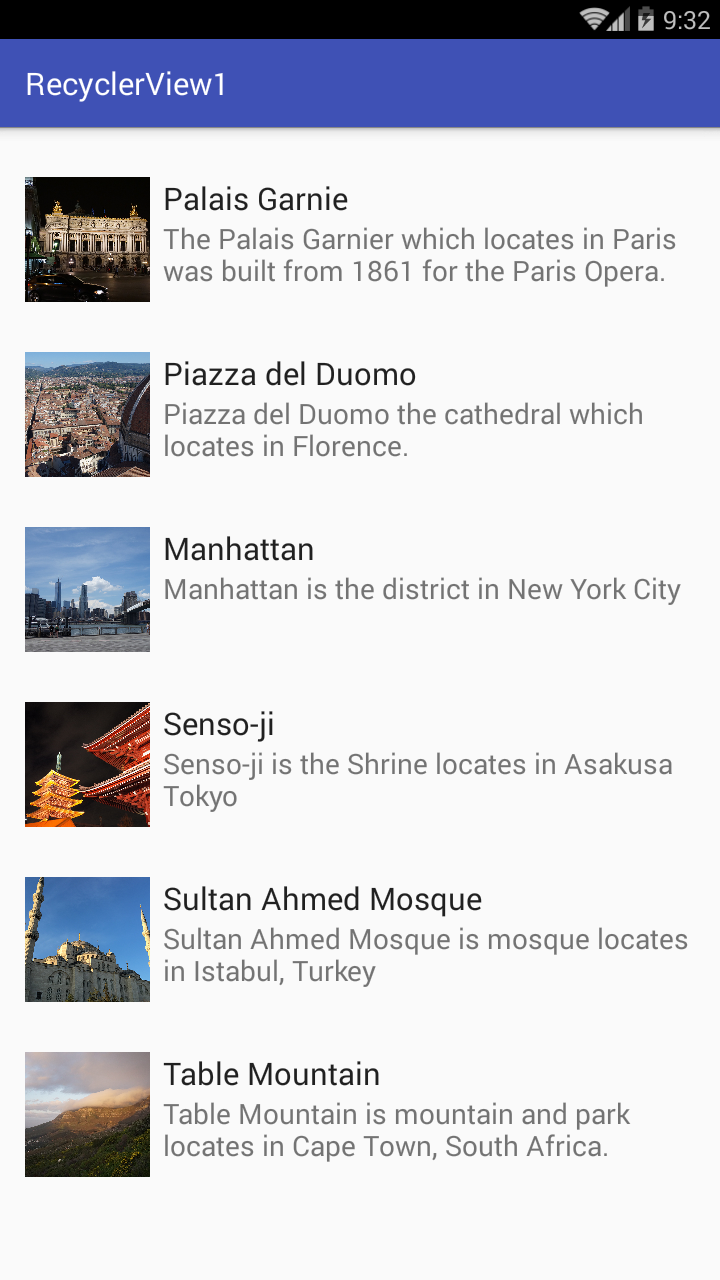 9:32
RecyclerView1
Palais Garnie
The Palais Garnier which locates in Paris
was built from 1861 for the Paris Opera.
Piazza del Duomo
Piazza del Duomo the cathedral which
locates in Florence.
Manhattan
Manhattan is the district in New York City
Senso-ji
Senso-ji is the Shrine locates in Asakusa
Tokyo
Sultan Ahmed Mosque
Sultan Ahmed Mosque is mosque locates
in Istabul, Turkey
Table Mountain
Table Mountain is mountain and park
locates in Cape Town, South Africa.